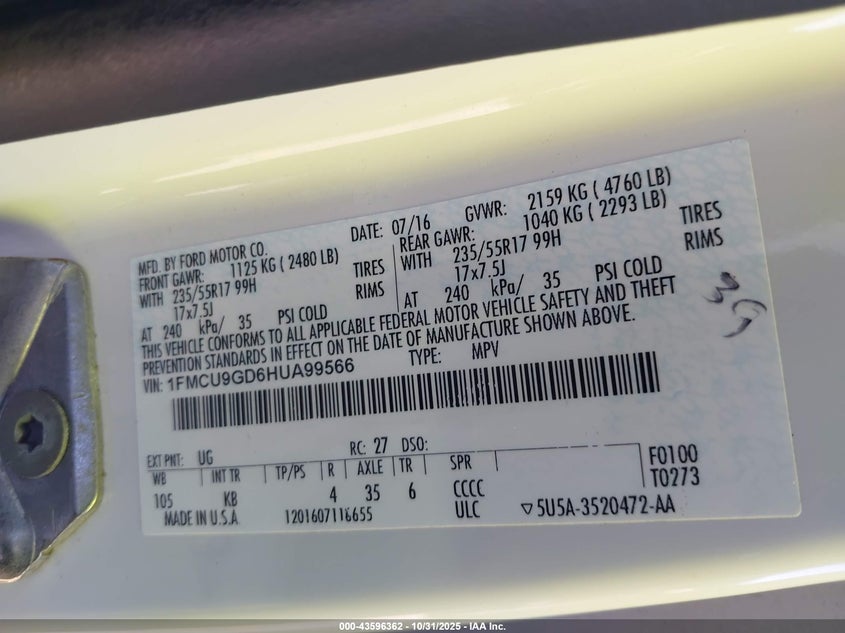 MFD. BY FORD MOTOR CO.
DATE: 07/16 GVWR: 2159 KG ( 4760 LB)
FRONT GAWR: 1125 KG ( 2480 LB)
WITH 235/55R17 99H TIRES
17x7.5J RIMS
AT 240 kPa/ 35 PSI COLD
REAR GAWR: 1040 KG ( 2293 LB)
WITH 235/55R17 99H TIRES
17x7.5J RIMS
AT 240 kPa/ 35 PSI COLD
THIS VEHICLE CONFORMS TO ALL APPLICABLE FEDERAL MOTOR VEHICLE SAFETY AND THEFT
PREVENTION STANDARDS IN EFFECT ON THE DATE OF MANUFACTURE SHOWN ABOVE.
VIN: 1FMCU9GD6HUA99566 TYPE: MPV
EXT PNT: UG RC: 27 DSO:
WB INT TR TP/PS R AXLE TR SPR
105 KB 4 35 6 CCCC
ULC
F0100
T0273
MADE IN U.S.A. 1201607116655
▽5U5A-3520472-AA
000-43596362 - 10/31/2025 - IAA Inc.